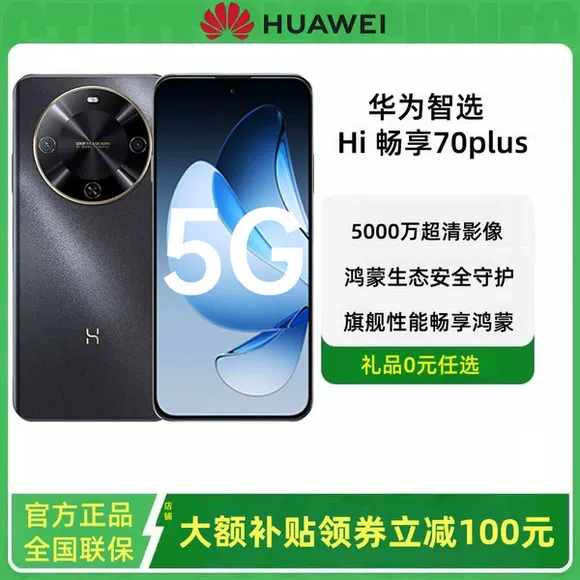 HUAWEI
华为智选
Hi 畅享70plus
5G
5000万超清影像
鸿蒙生态安全守护
旗舰性能畅享鸿蒙
礼品0元任选
官方正品
全国联保
店铺
大额补贴领券立减100元